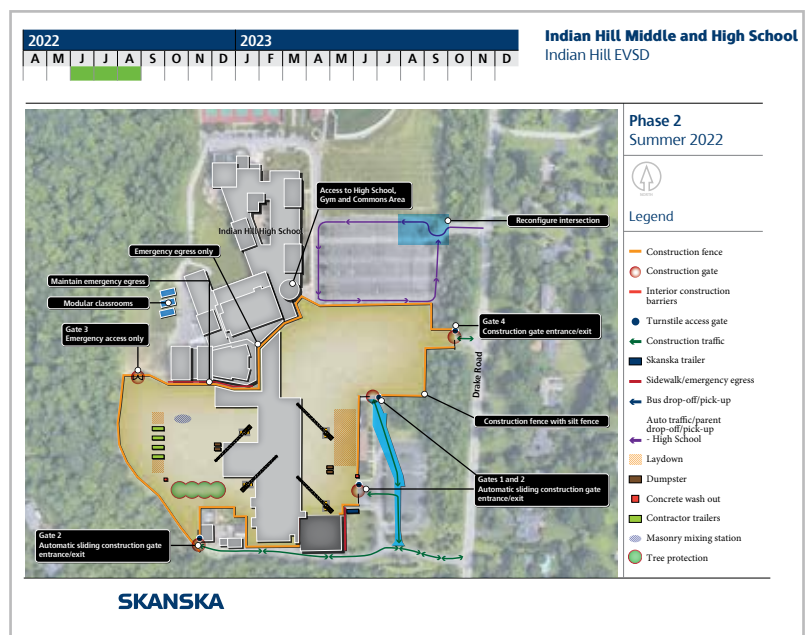 2022 2023
A M J J A S O N D J F M A M J J A S O N D
Indian Hill Middle and High School
Indian Hill EVSD
Phase 2
Summer 2022
Legend
Construction fence
Construction gate
Interior construction
barriers
Turnstile access gate
Construction traffic
Skanska trailer
Sidewalk/emergency egress
Bus drop-off/pick-up
Auto traffic/parent
drop-off/pick-up
- High School
Laydown
Dumpster
Concrete wash out
Contractor trailers
Masonry mixing station
Tree protection
Access to High School,
Gym and Commons Area
Reconfigure intersection
Indian Hill High School
Emergency egress only
Maintain emergency egress
Modular classrooms
Gate 3
Emergency access only
Gate 4
Construction gate entrance/exit
Drake Road
Construction fence with silt fence
Gates 1 and 2
Automatic sliding construction gate
entrance/exit
Gate 2
Automatic sliding construction gate
entrance/exit
SKANSKA